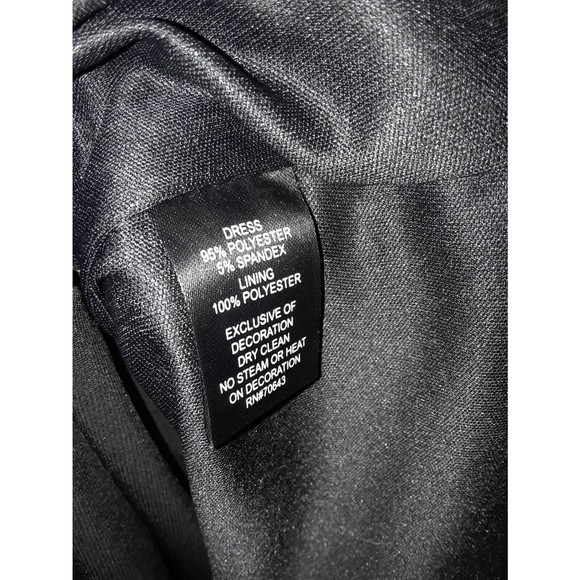 DRESS
95% POLYESTER
5% SPANDEX
LINING
100% POLYESTER
EXCLUSIVE OF
DECORATION
DRY CLEAN
NO STEAM OR HEAT
ON DECORATION
RN#70643